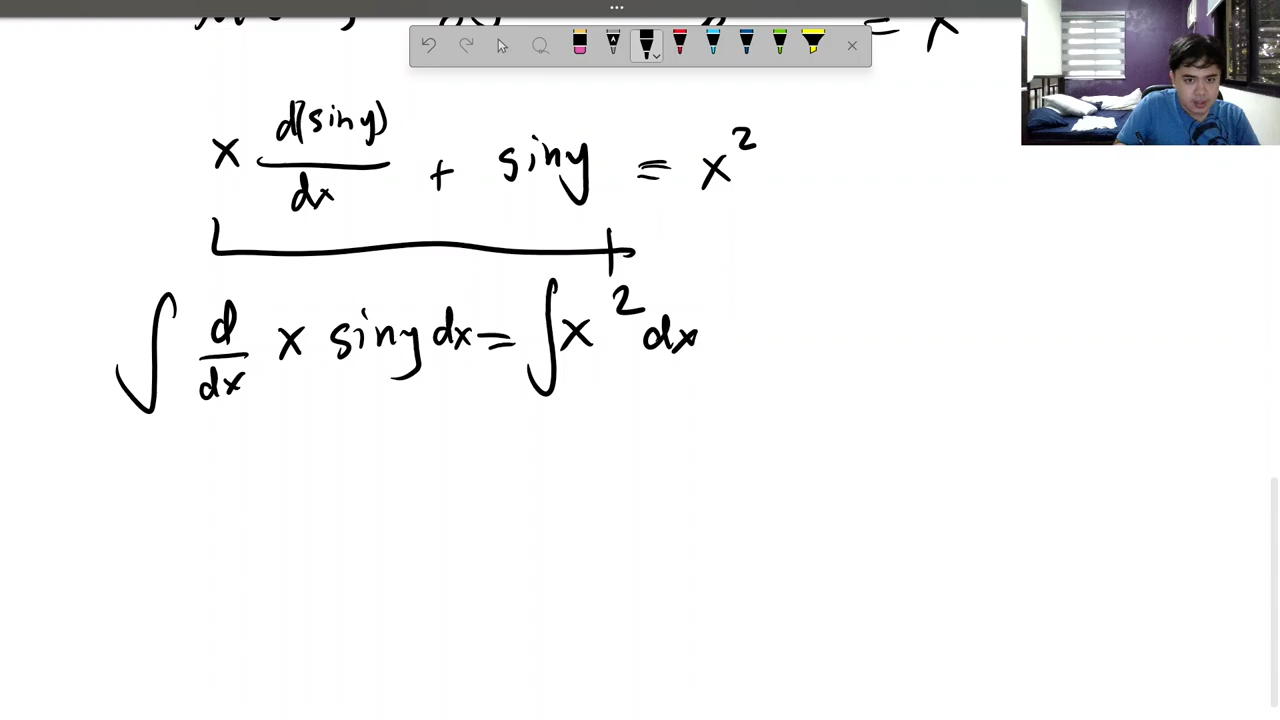 = x
x d(sin y)/dx + sin y = x²
∫ d/dx x sin y dx = ∫ x² dx